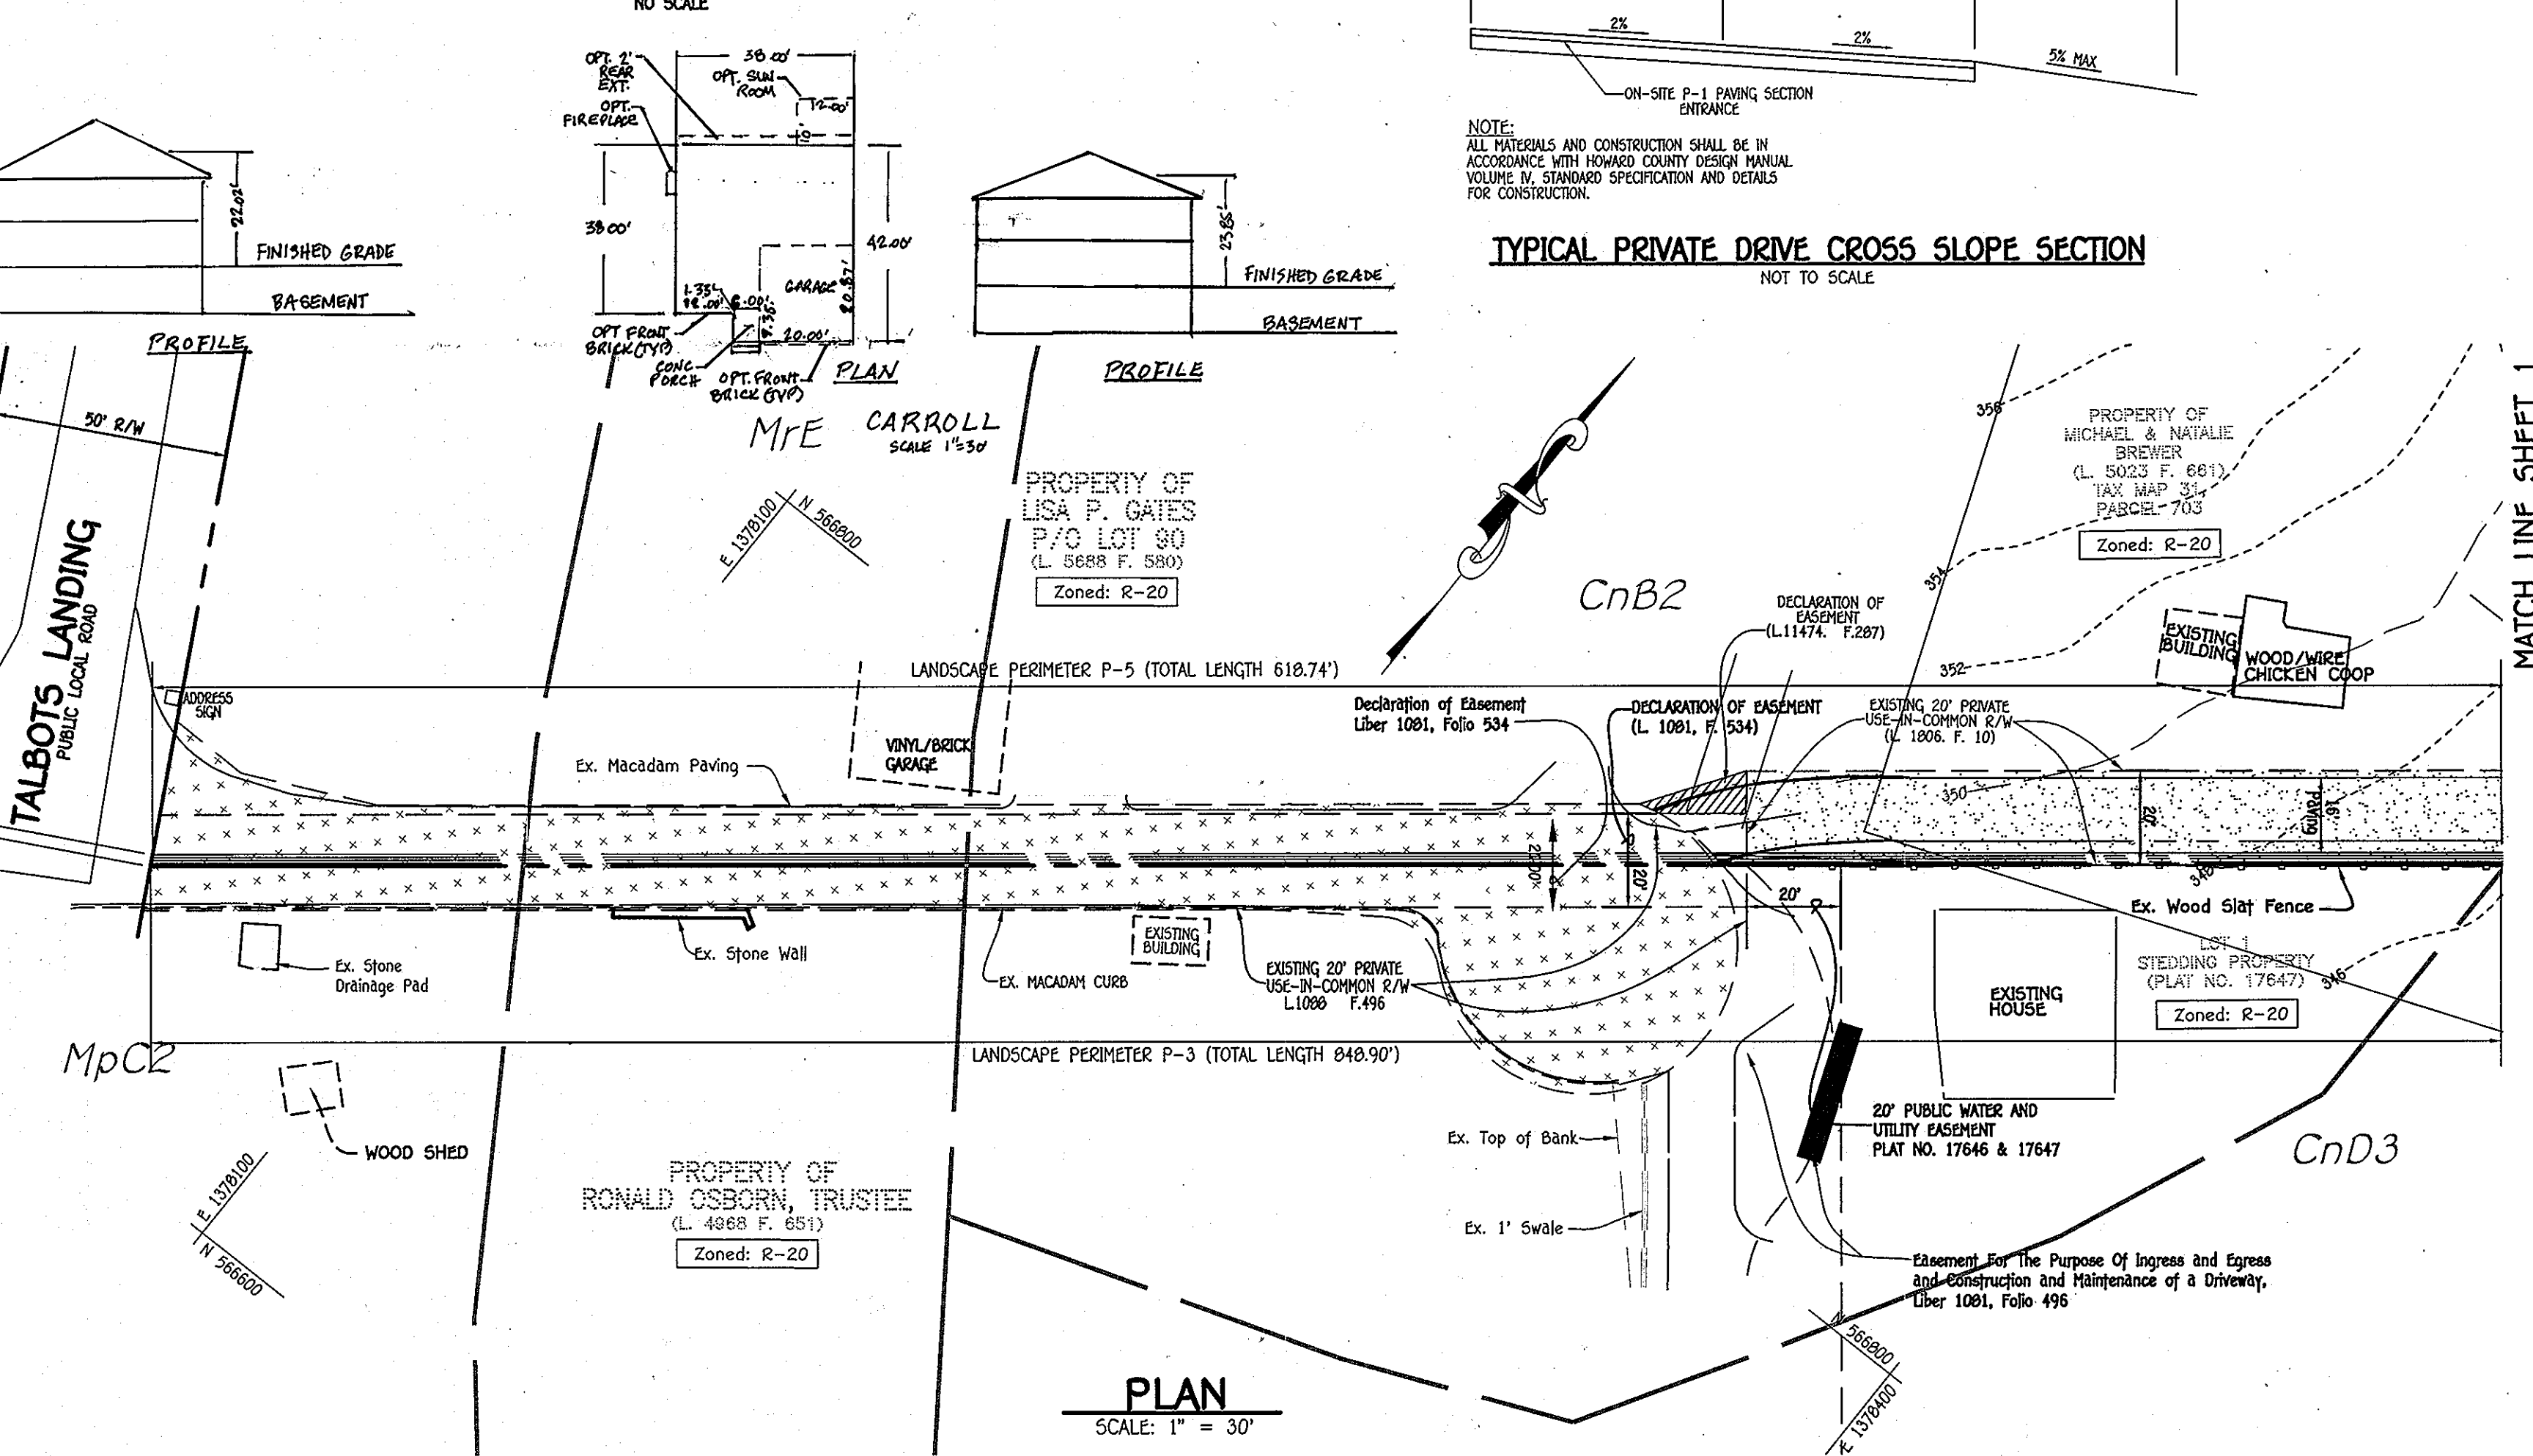 NO SCALE
OPT. 2'
REAR
EXT.
OPT.
FIREPLACE
38.00'
OPT. SUN
ROOM
12.00'
10'
38.00'
42.00'
GARAGE
20.87'
1.33'
12.00'
6.00'
9.35'
20.00'
OPT FRONT
BRICK (TYP)
CONC
PORCH
OPT. FRONT
BRICK (TYP)
PLAN
CARROLL
SCALE 1"=30'
22.02'
FINISHED GRADE
BASEMENT
PROFILE
23.85'
FINISHED GRADE
BASEMENT
PROFILE
2%
2%
5% MAX
ON-SITE P-1 PAVING SECTION
ENTRANCE
NOTE:
ALL MATERIALS AND CONSTRUCTION SHALL BE IN
ACCORDANCE WITH HOWARD COUNTY DESIGN MANUAL
VOLUME IV, STANDARD SPECIFICATION AND DETAILS
FOR CONSTRUCTION.
TYPICAL PRIVATE DRIVE CROSS SLOPE SECTION
NOT TO SCALE
50' R/W
TALBOTS LANDING
PUBLIC LOCAL ROAD
MrE
E 1378100
N 566800
PROPERTY OF
LISA P. GATES
P/O LOT 90
(L. 5688 F. 580)
Zoned: R-20
CnB2
356
354
352
350
348
346
PROPERTY OF
MICHAEL & NATALIE
BREWER
(L. 5023 F. 661)
TAX MAP 31,
PARCEL 703
Zoned: R-20
MATCH LINE SHEET 1
DECLARATION OF
EASEMENT
(L.11474. F.287)
EXISTING
BUILDING
WOOD/WIRE
CHICKEN COOP
LANDSCAPE PERIMETER P-5 (TOTAL LENGTH 618.74')
ADDRESS
SIGN
Declaration of Easement
Liber 1081, Folio 534
DECLARATION OF EASEMENT
(L. 1081, F. 534)
EXISTING 20' PRIVATE
USE-IN-COMMON R/W
(L. 1806. F. 10)
VINYL/BRICK
GARAGE
Ex. Macadam Paving
20.00'
20'
20'
20'
16'
Paving
Ex. Wood Slat Fence
Ex. Stone
Drainage Pad
Ex. Stone Wall
EX. MACADAM CURB
EXISTING
BUILDING
EXISTING 20' PRIVATE
USE-IN-COMMON R/W
L.1088 F.496
EXISTING
HOUSE
LOT 1
STEDDING PROPERTY
(PLAT NO. 17647)
Zoned: R-20
MpC2
LANDSCAPE PERIMETER P-3 (TOTAL LENGTH 848.90')
WOOD SHED
Ex. Top of Bank
20' PUBLIC WATER AND
UTILITY EASEMENT
PLAT NO. 17646 & 17647
CnD3
E 1378100
N 566600
PROPERTY OF
RONALD OSBORN, TRUSTEE
(L. 4968 F. 651)
Zoned: R-20
Ex. 1' Swale
Easement For The Purpose Of Ingress and Egress
and Construction and Maintenance of a Driveway,
Liber 1081, Folio 496
N 566800
E 1378400
PLAN
SCALE: 1" = 30'